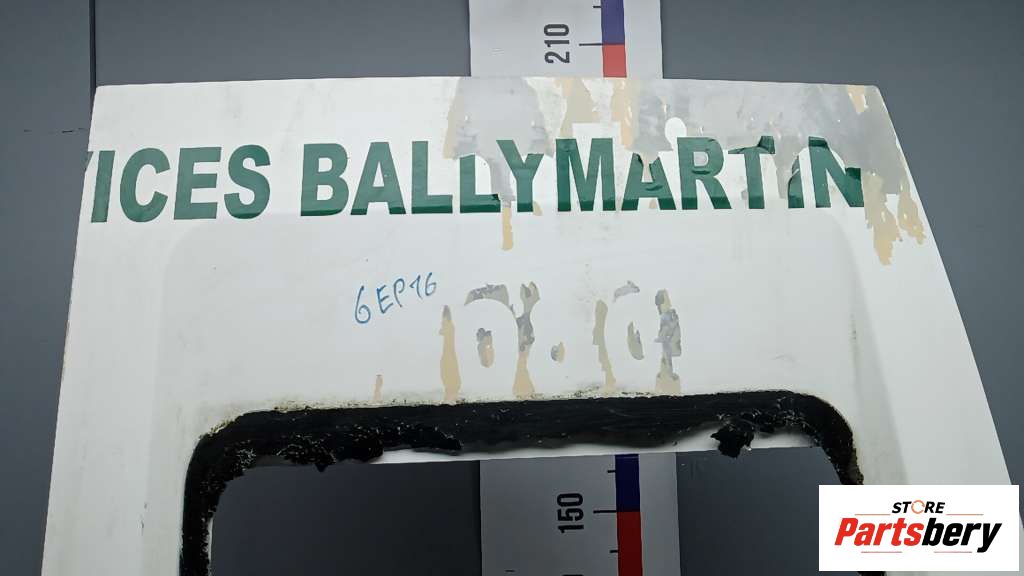 210
ICES BALLYMARTIN
6EP16
150
STORE
Partsbery